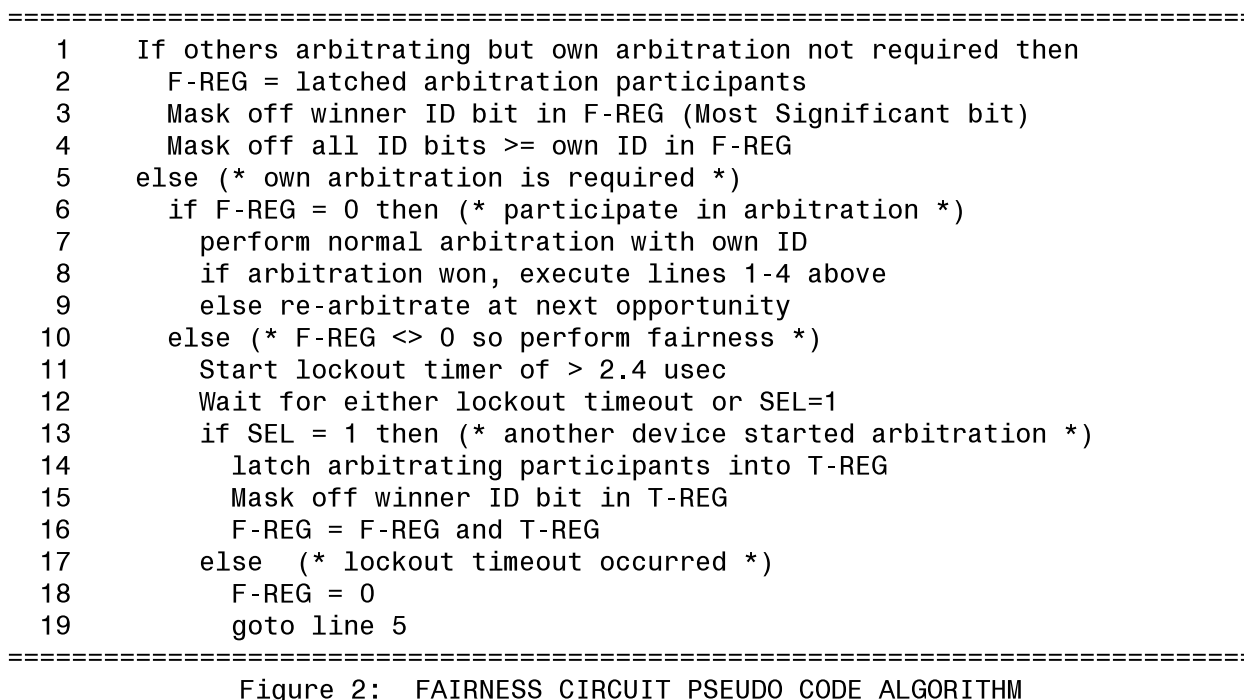 ===============================================================================
1 If others arbitrating but own arbitration not required then
2 F-REG = latched arbitration participants
3 Mask off winner ID bit in F-REG (Most Significant bit)
4 Mask off all ID bits >= own ID in F-REG
5 else (* own arbitration is required *)
6 if F-REG = 0 then (* participate in arbitration *)
7 perform normal arbitration with own ID
8 if arbitration won, execute lines 1-4 above
9 else re-arbitrate at next opportunity
10 else (* F-REG <> 0 so perform fairness *)
11 Start lockout timer of > 2.4 usec
12 Wait for either lockout timeout or SEL=1
13 if SEL = 1 then (* another device started arbitration *)
14 latch arbitrating participants into T-REG
15 Mask off winner ID bit in T-REG
16 F-REG = F-REG and T-REG
17 else (* lockout timeout occurred *)
18 F-REG = 0
19 goto line 5
===============================================================================
Figure 2: FAIRNESS CIRCUIT PSEUDO CODE ALGORITHM